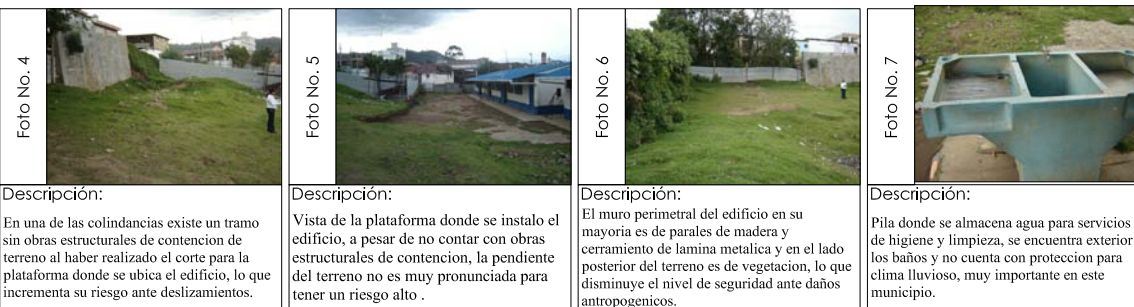 Foto No. 4
Descripción:
En una de las colindancias existe un tramo
sin obras estructurales de contencion de
terreno al haber realizado el corte para la
plataforma donde se ubica el edificio, lo que
incrementa su riesgo ante deslizamientos.
Foto No. 5
Descripción:
Vista de la plataforma donde se instalo el
edificio, a pesar de no contar con obras
estructurales de contencion, la pendiente
del terreno no es muy pronunciada para
tener un riesgo alto .
Foto No. 6
Descripción:
El muro perimetral del edificio en su
mayoria es de parales de madera y
cerramiento de lamina metalica y en el lado
posterior del terreno es de vegetacion, lo que
disminuye el nivel de seguridad ante daños
antropogenicos.
Foto No. 7
Descripción:
Pila donde se almacena agua para servicios
de higiene y limpieza, se encuentra exterior
los baños y no cuenta con proteccion para
clima lluvioso, muy importante en este
municipio.